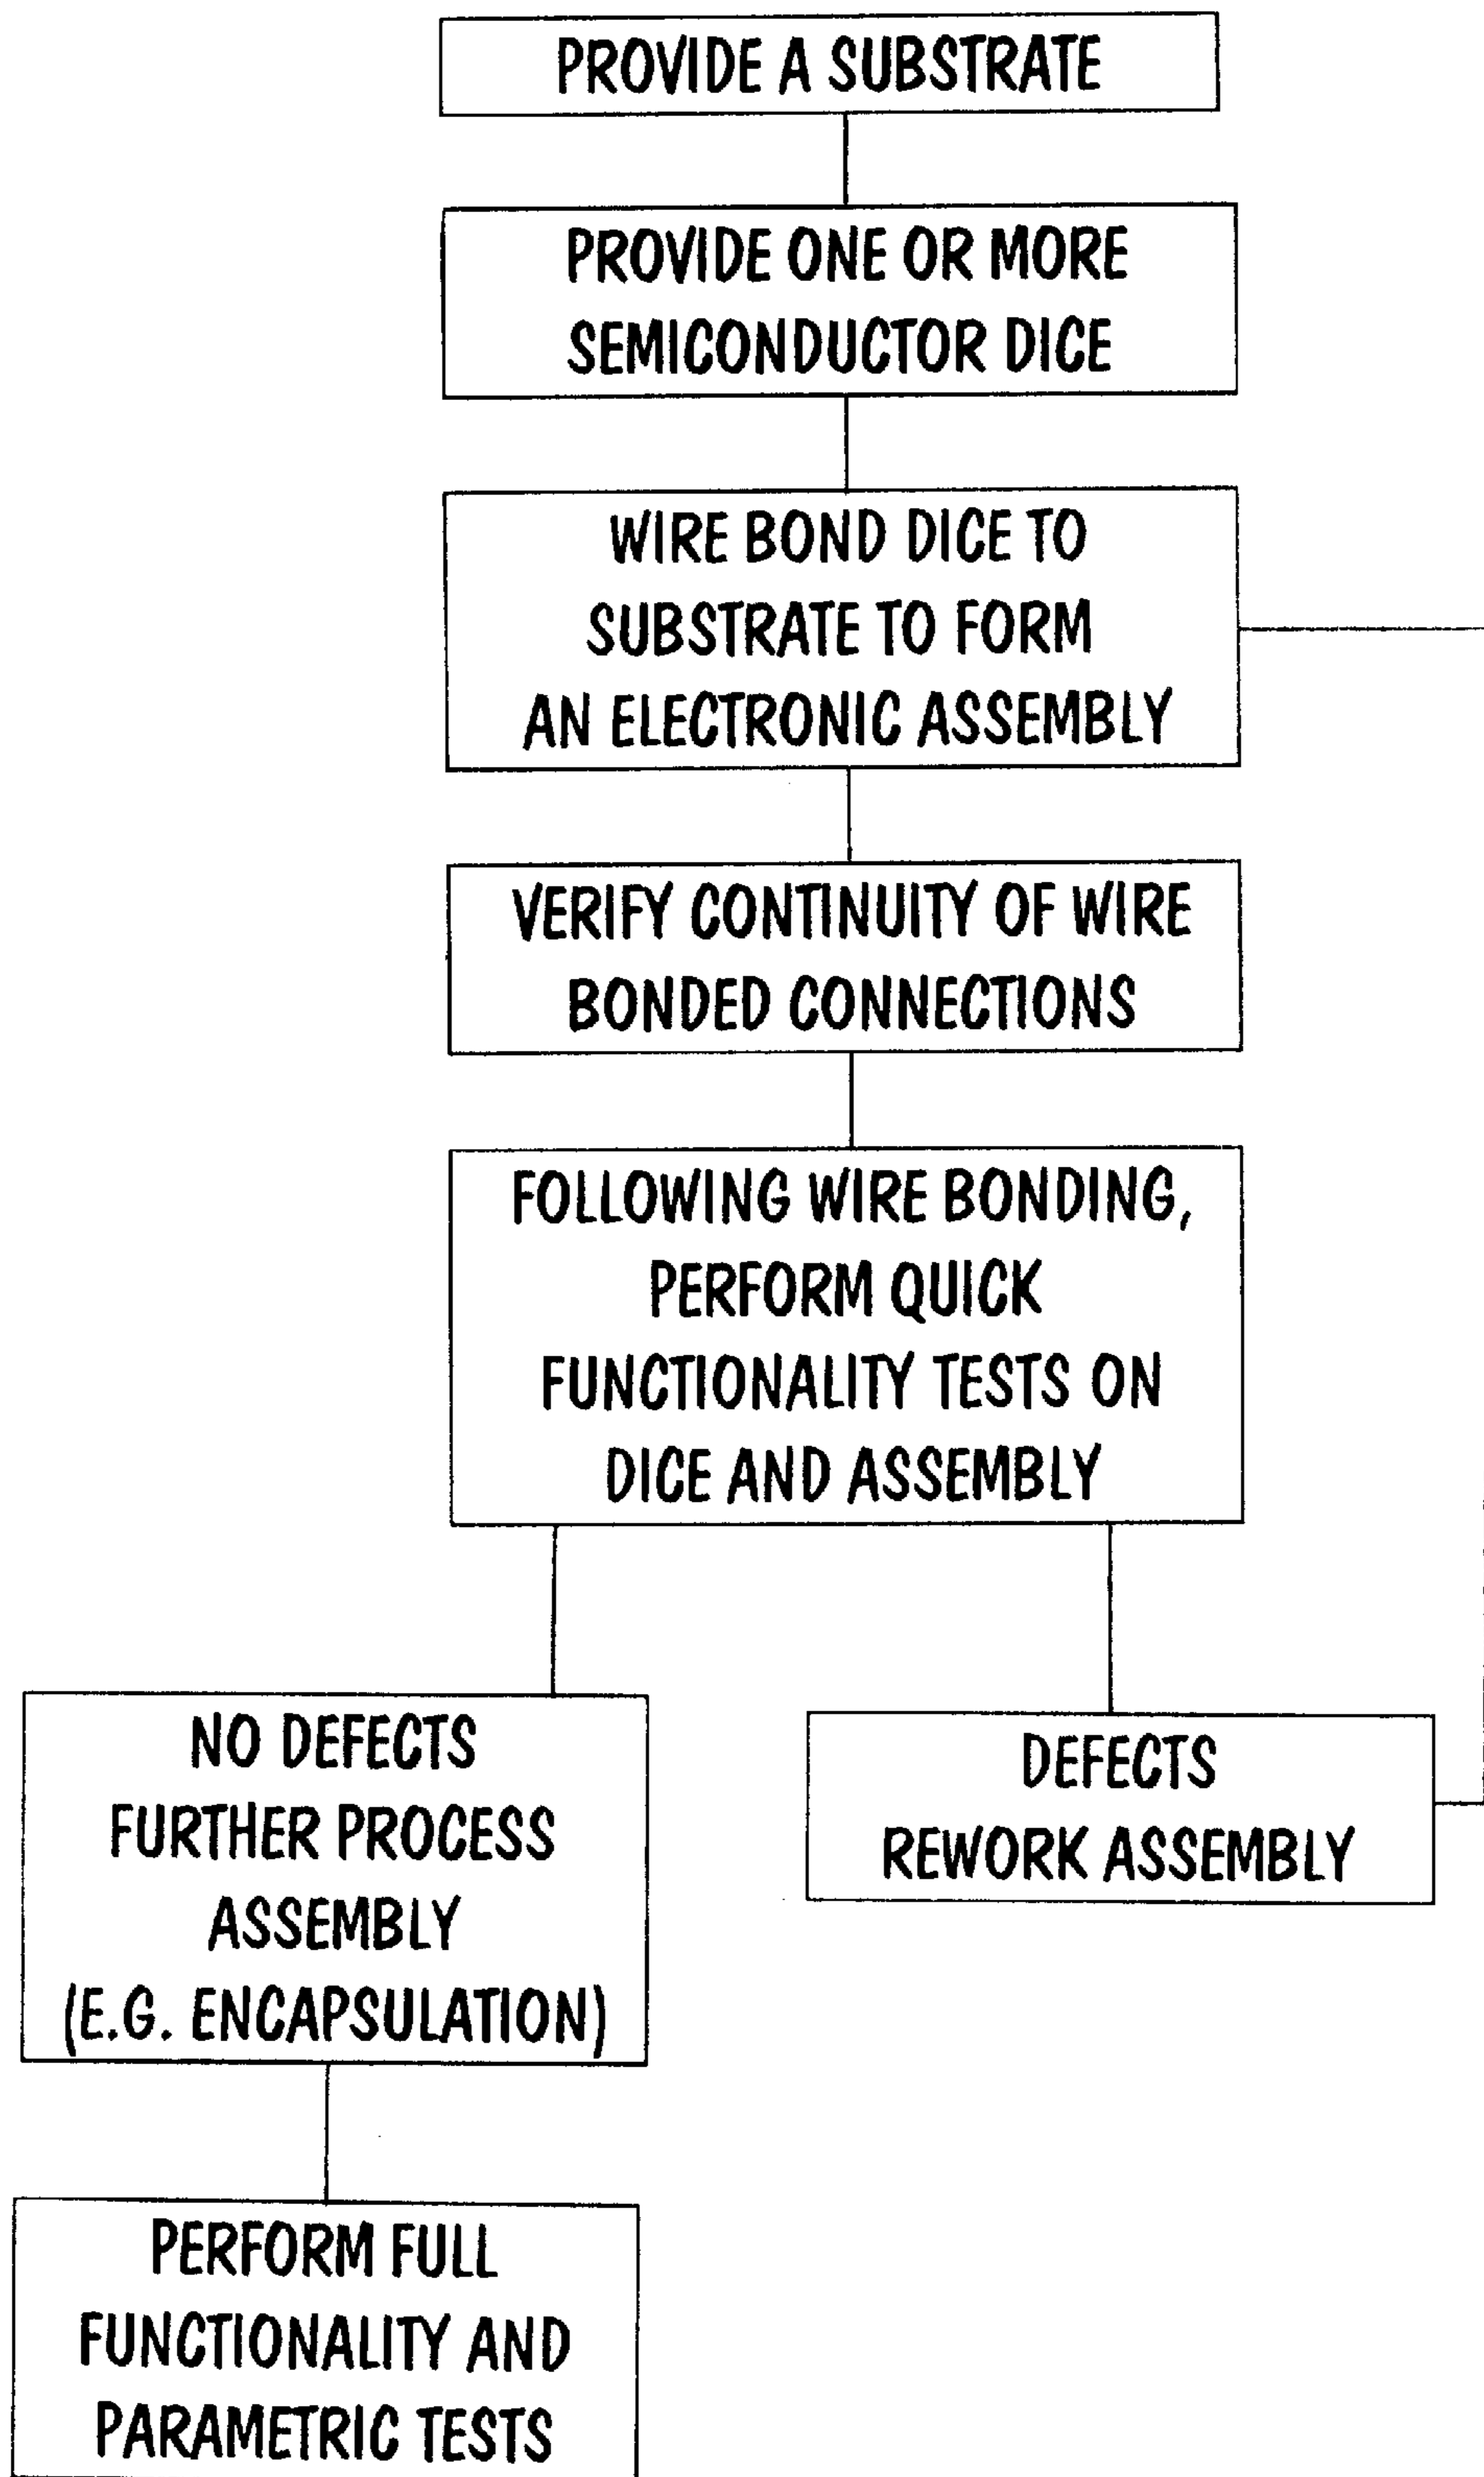 PROVIDE A SUBSTRATE
PROVIDE ONE OR MORE
SEMICONDUCTOR DICE
WIRE BOND DICE TO
SUBSTRATE TO FORM
AN ELECTRONIC ASSEMBLY
VERIFY CONTINUITY OF WIRE
BONDED CONNECTIONS
FOLLOWING WIRE BONDING,
PERFORM QUICK
FUNCTIONALITY TESTS ON
DICE AND ASSEMBLY
NO DEFECTS
FURTHER PROCESS
ASSEMBLY
(E.G. ENCAPSULATION)
DEFECTS
REWORK ASSEMBLY
PERFORM FULL
FUNCTIONALITY AND
PARAMETRIC TESTS